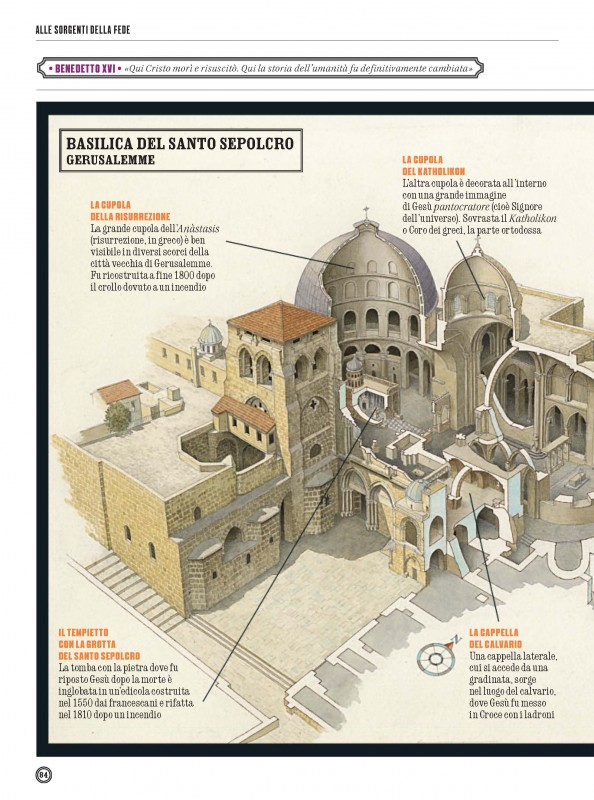 ALLE SORGENTI DELLA FEDE
• BENEDETTO XVI • «Qui Cristo morì e risuscitò. Qui la storia dell'umanità fu definitivamente cambiata»
BASILICA DEL SANTO SEPOLCRO
GERUSALEMME
LA CUPOLA
DEL KATHOLIKON
L'altra cupola è decorata all'interno
con una grande immagine
di Gesù pantocratore (cioè Signore
dell'universo). Sovrasta il Katholikon
o Coro dei greci, la parte ortodossa
LA CUPOLA
DELLA RISURREZIONE
La grande cupola dell'Anàstasis
(risurrezione, in greco) è ben
visibile in diversi scorci della
città vecchia di Gerusalemme.
Fu ricostruita a fine 1800 dopo
il crollo dovuto a un incendio
IL TEMPIETTO
CON LA GROTTA
DEL SANTO SEPOLCRO
La tomba con la pietra dove fu
riposto Gesù dopo la morte è
inglobata in un'edicola costruita
nel 1550 dai francescani e rifatta
nel 1810 dopo un incendio
LA CAPPELLA
DEL CALVARIO
Una cappella laterale,
cui si accede da una
gradinata, sorge
nel luogo del calvario,
dove Gesù fu messo
in Croce con i ladroni
N
84